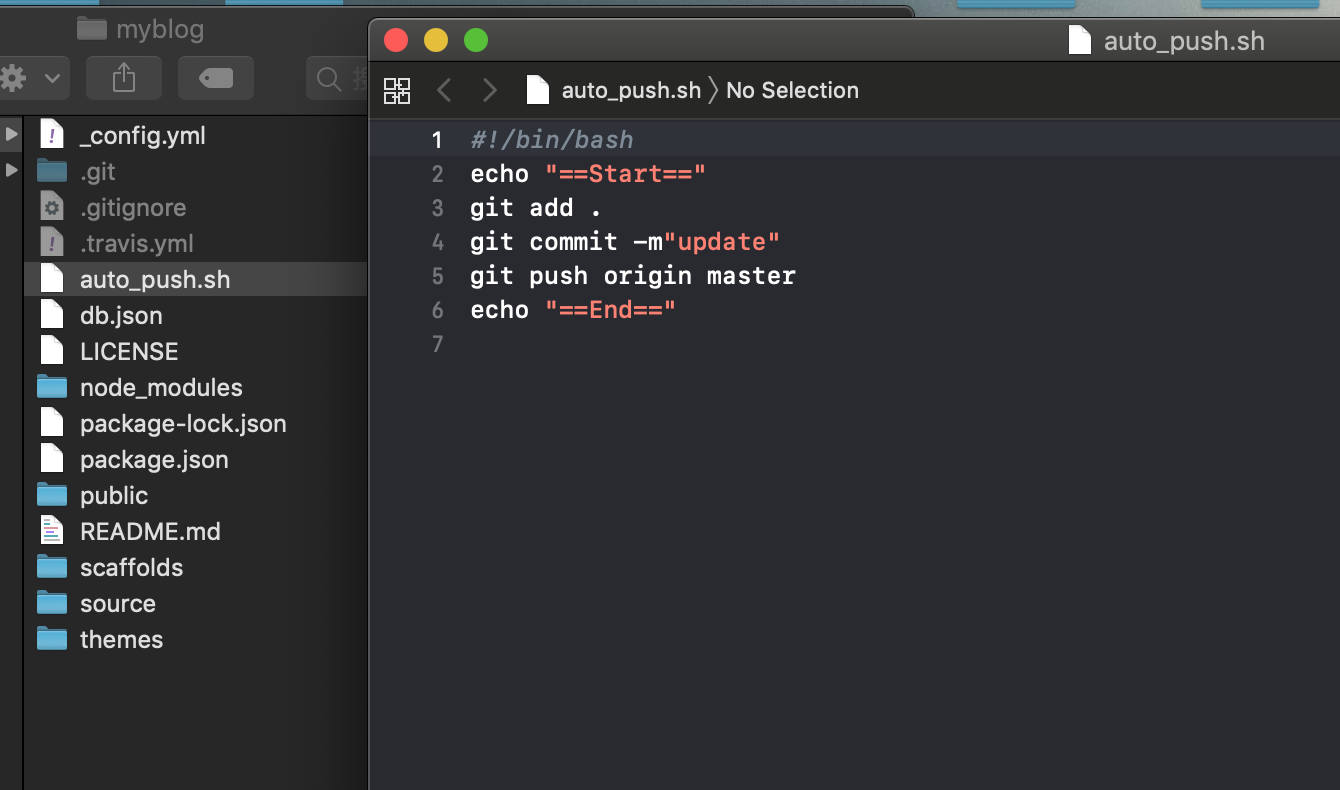 myblog
搜
_config.yml
.git
.gitignore
.travis.yml
auto_push.sh
db.json
LICENSE
node_modules
package-lock.json
package.json
public
README.md
scaffolds
source
themes
auto_push.sh
auto_push.sh 〉 No Selection
1 #!/bin/bash
2 echo "==Start=="
3 git add .
4 git commit -m"update"
5 git push origin master
6 echo "==End=="
7